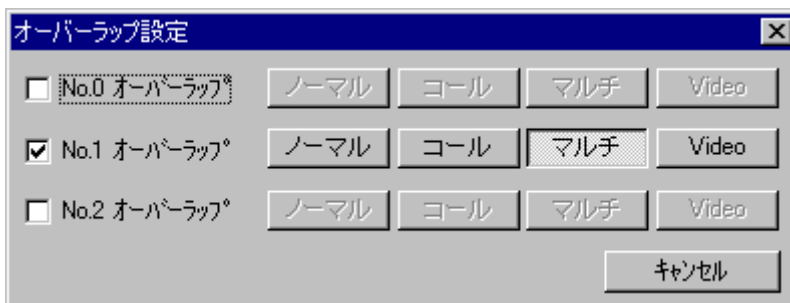 オーバーラップ設定
No.0 ｵｰﾊﾞｰﾗｯﾌﾟ ノーマル コール マルチ Video
No.1 ｵｰﾊﾞｰﾗｯﾌﾟ ノーマル コール マルチ Video
No.2 ｵｰﾊﾞｰﾗｯﾌﾟ ノーマル コール マルチ Video
ｷｬﾝｾﾙ